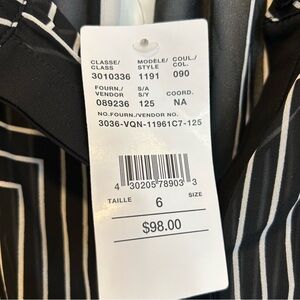 CLASSE/ MODELE/ COUL./
CLASS STYLE COL.
3010336 1191 090
FOURN./ S/A
VENDOR S/Y COORD.
089236 125 NA
NO.FOURN./VENDOR NO.
3036-VQN-11961C7-125
4 30205 78903 3
TAILLE 6 SIZE
$98.00